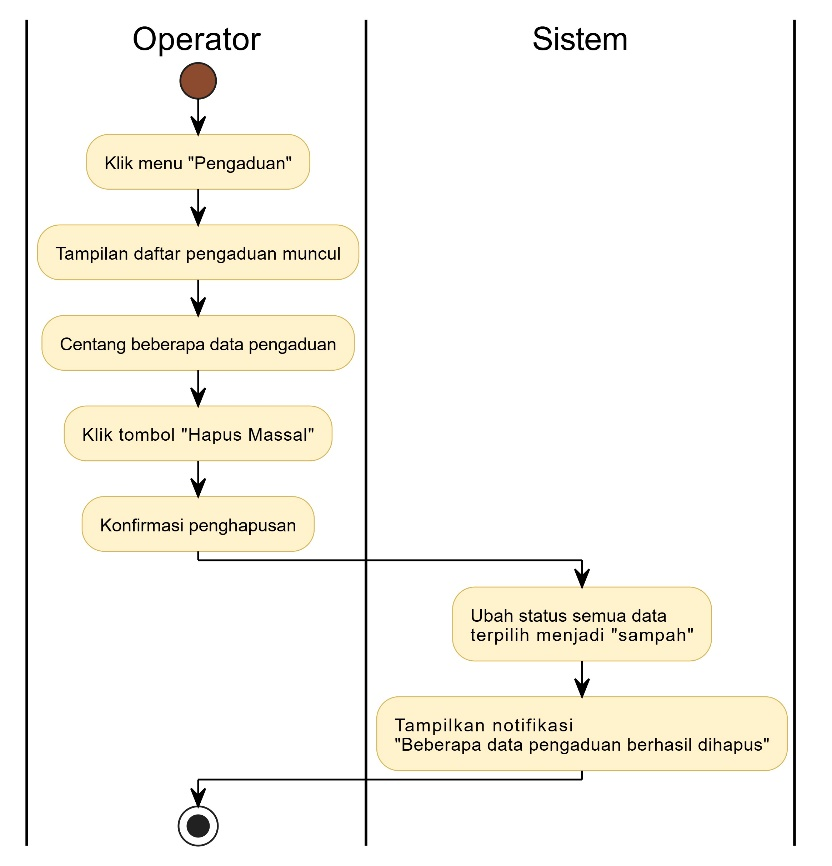 Operator
Sistem
Klik menu "Pengaduan"
Tampilan daftar pengaduan muncul
Centang beberapa data pengaduan
Klik tombol "Hapus Massal"
Konfirmasi penghapusan
Ubah status semua data
terpilih menjadi "sampah"
Tampilkan notifikasi
"Beberapa data pengaduan berhasil dihapus"